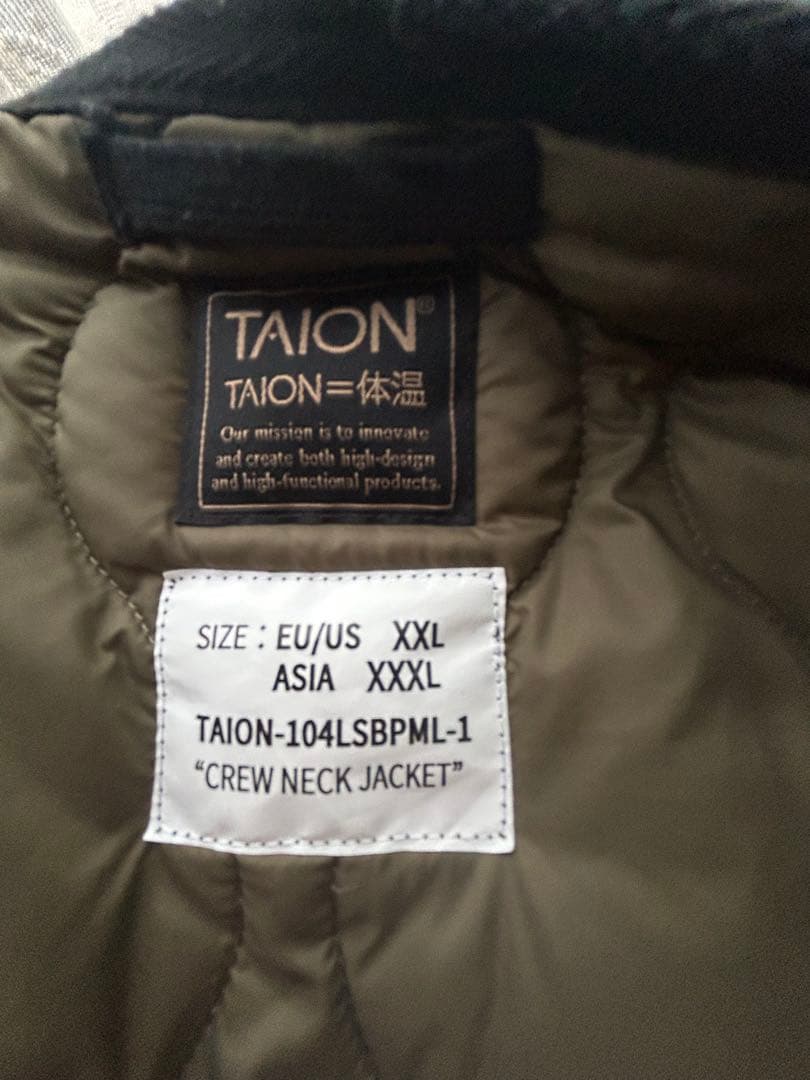 TAION®
TAION=体温
Our mission is to innovate
and create both high-design
and high-functional products.
SIZE : EU/US XXL
ASIA XXXL
TAION-104LSBPML-1
“CREW NECK JACKET”